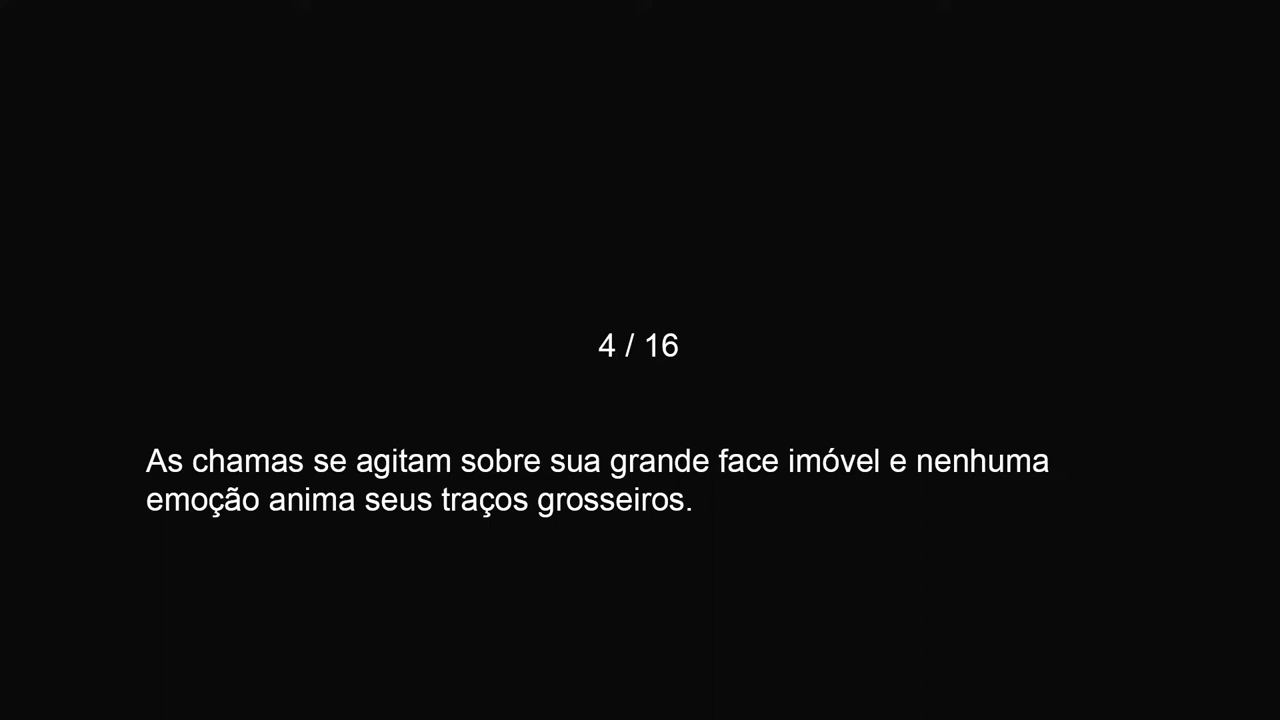 4 / 16
As chamas se agitam sobre sua grande face imóvel e nenhuma
emoção anima seus traços grosseiros.